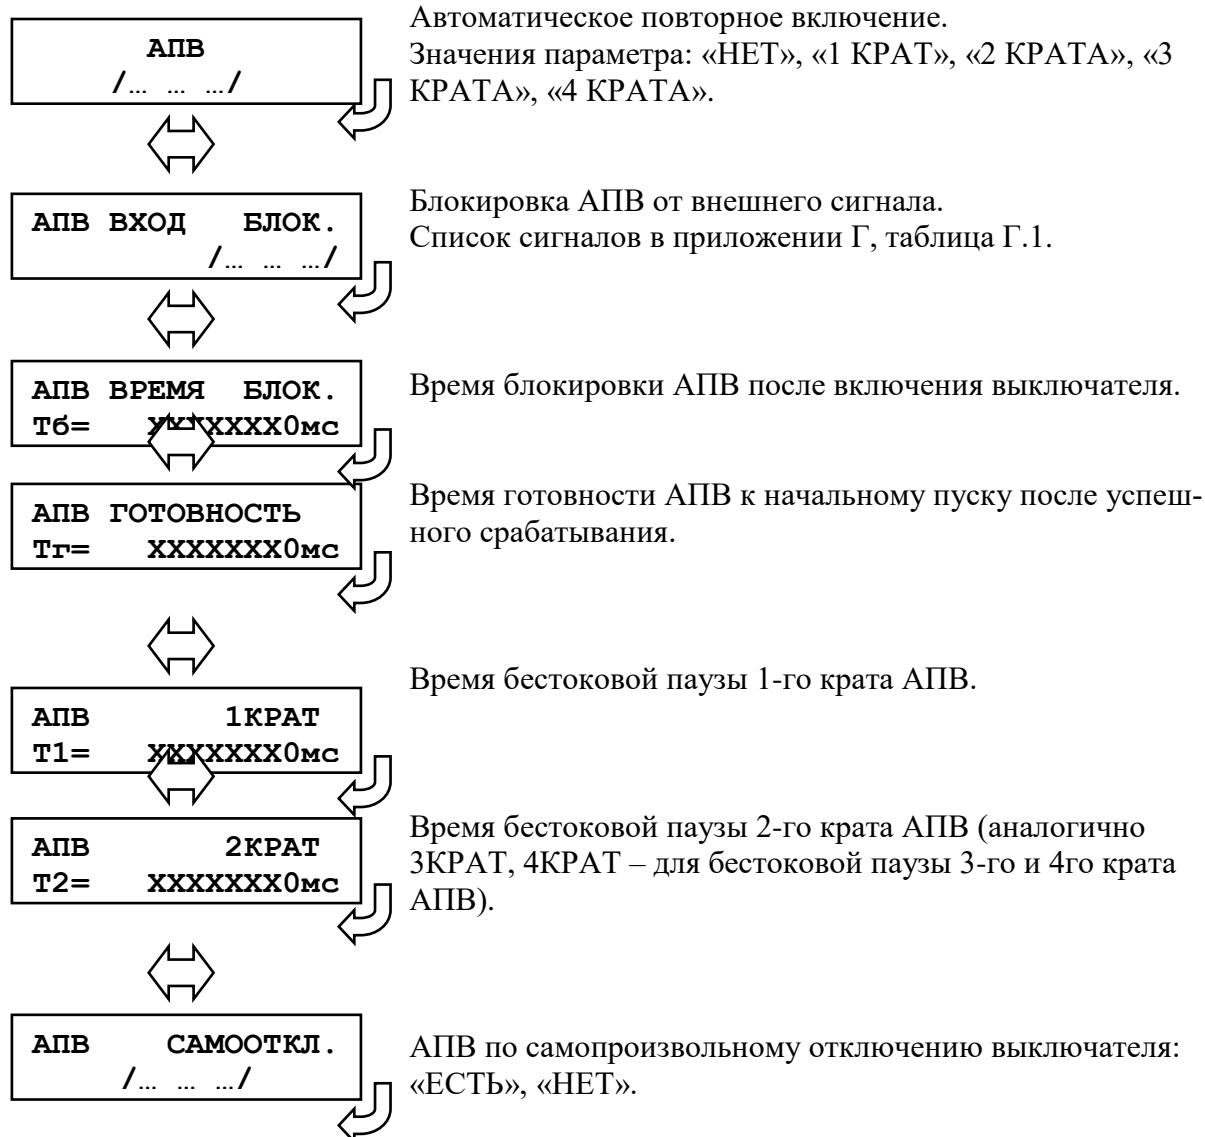 АПВ
/… … …/
Автоматическое повторное включение.
Значения параметра: «НЕТ», «1 КРАТ», «2 КРАТА», «3
КРАТА», «4 КРАТА».
АПВ ВХОД БЛОК.
/… … …/
Блокировка АПВ от внешнего сигнала.
Список сигналов в приложении Г, таблица Г.1.
АПВ ВРЕМЯ БЛОК.
Тб= XXXXXXX0мс
Время блокировки АПВ после включения выключателя.
АПВ ГОТОВНОСТЬ
Тг= XXXXXXX0мс
Время готовности АПВ к начальному пуску после успеш-
ного срабатывания.
АПВ 1КРАТ
Т1= XXXXXXX0мс
Время бестоковой паузы 1-го крата АПВ.
АПВ 2КРАТ
Т2= XXXXXXX0мс
Время бестоковой паузы 2-го крата АПВ (аналогично
3КРАТ, 4КРАТ – для бестоковой паузы 3-го и 4го крата
АПВ).
АПВ САМООТКЛ.
/… … …/
АПВ по самопроизвольному отключению выключателя:
«ЕСТЬ», «НЕТ».